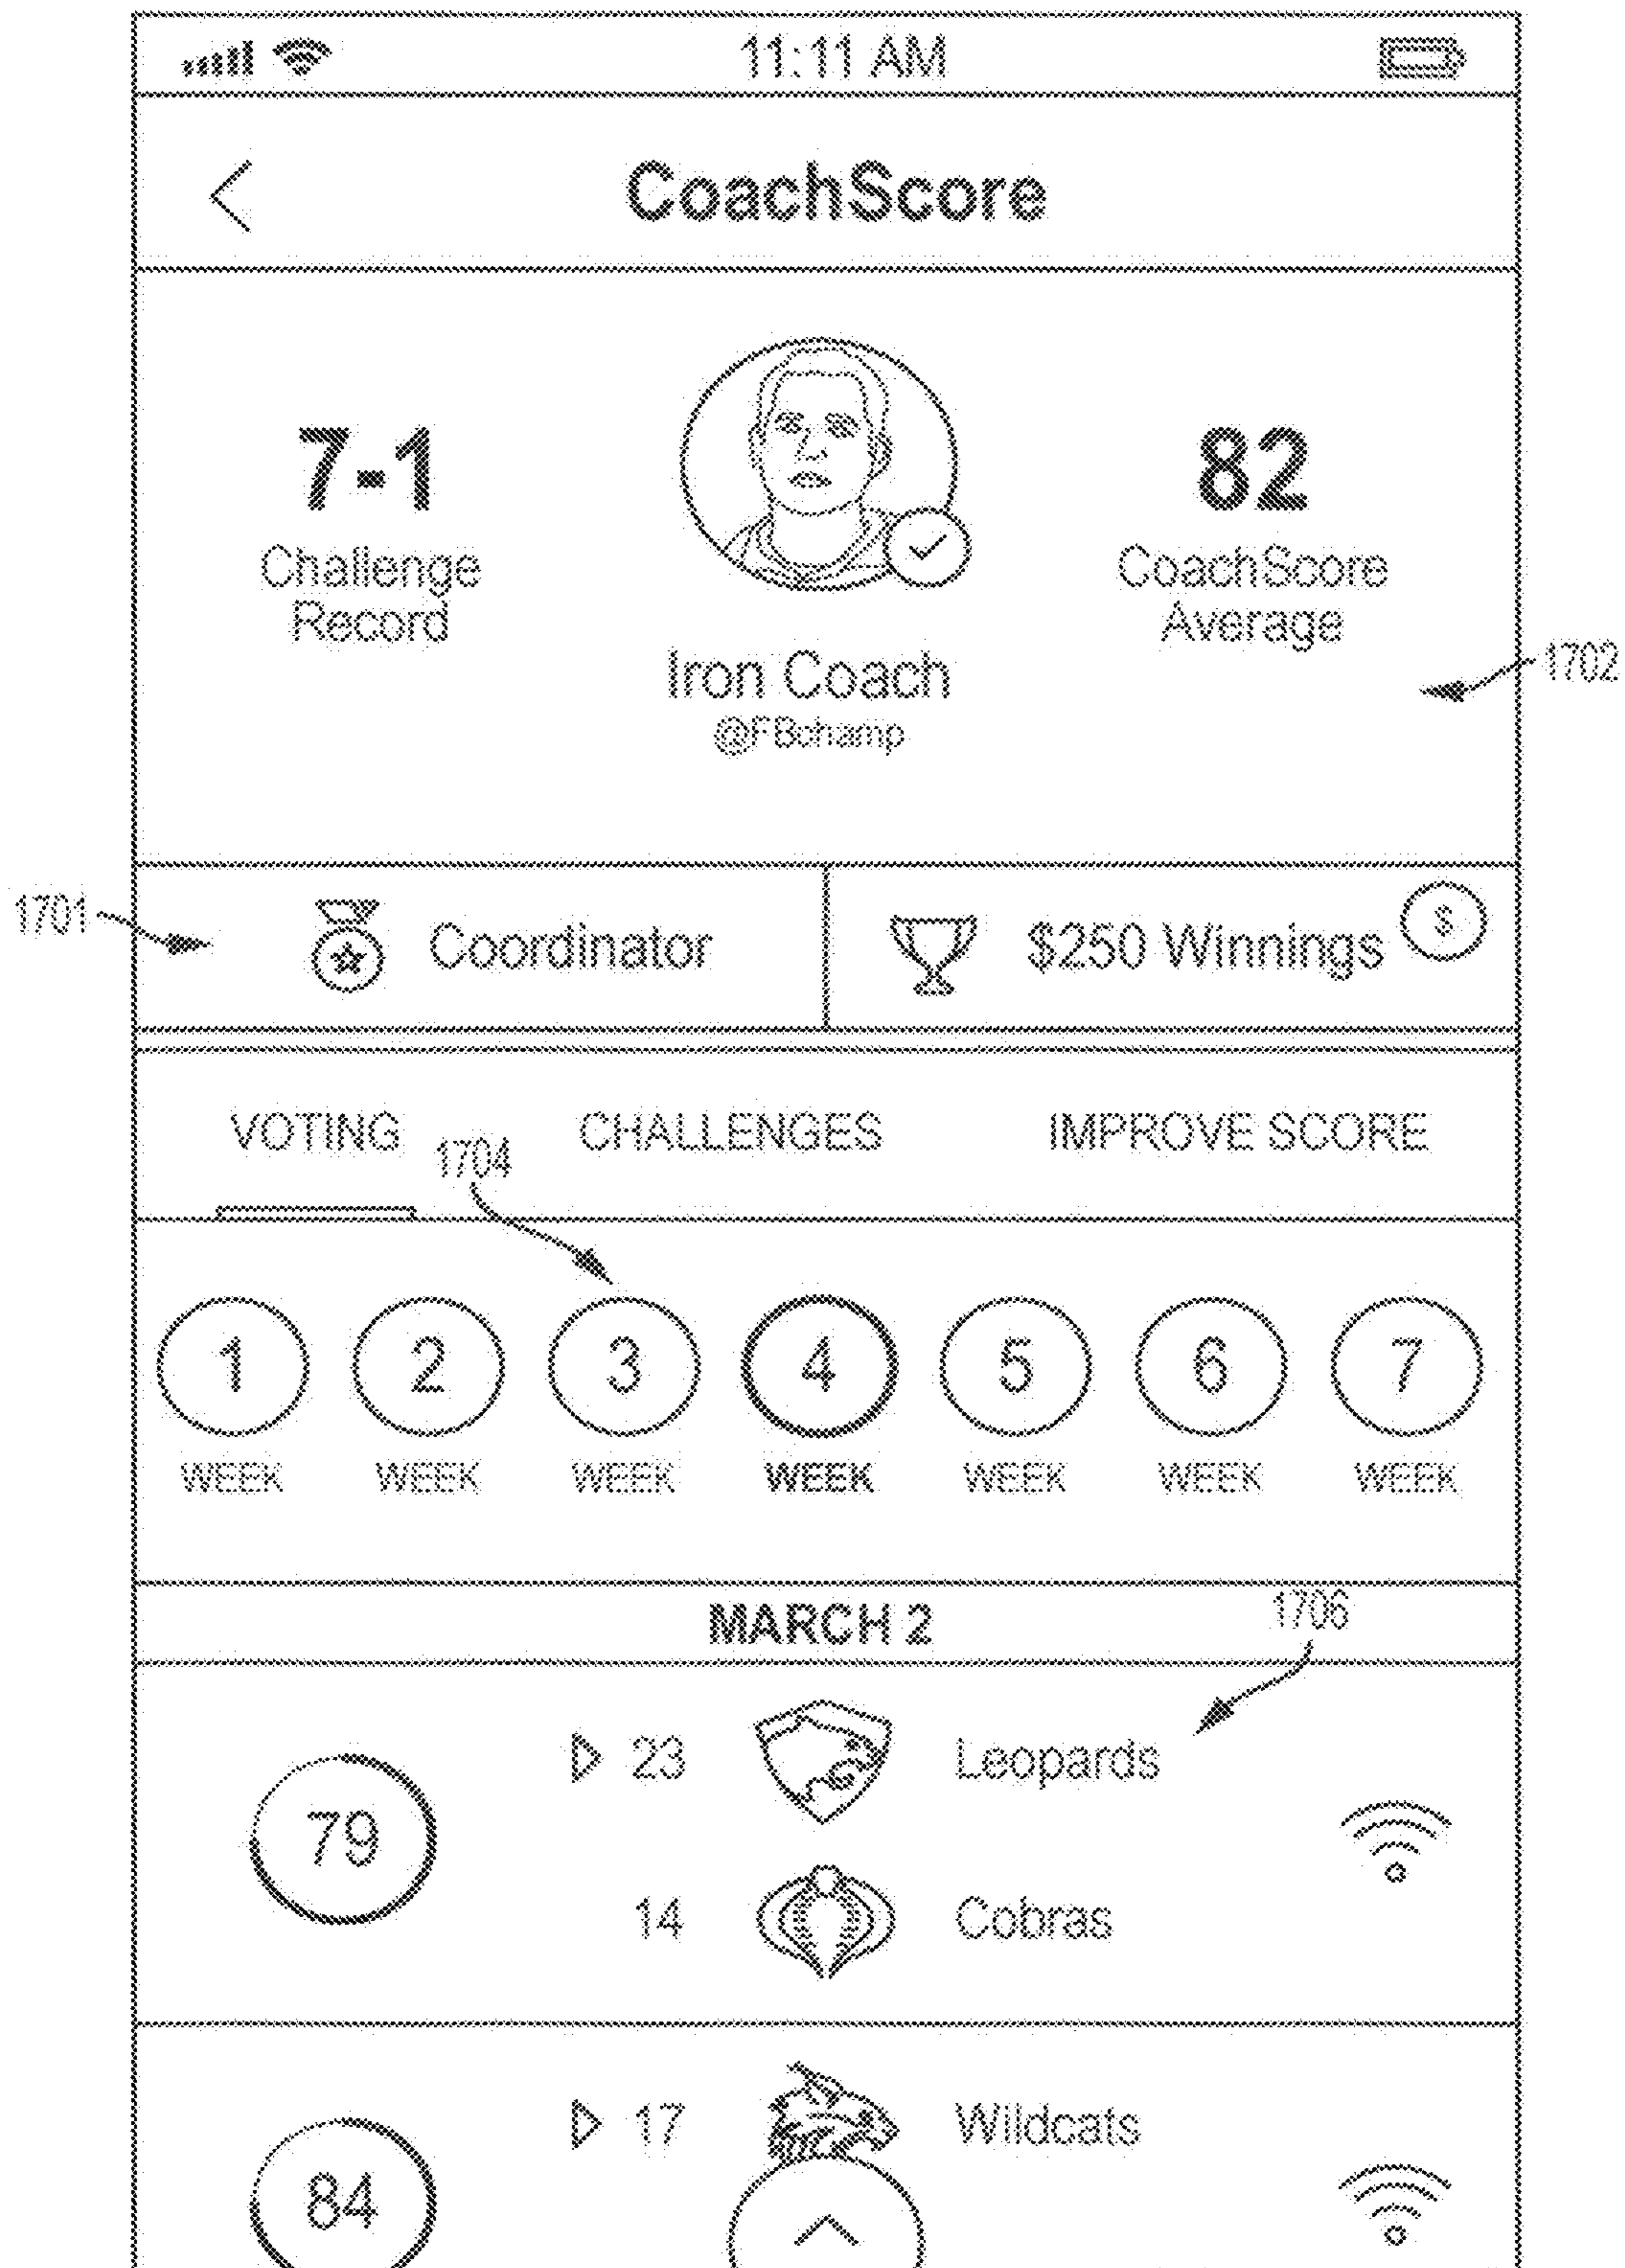 11:11 AM
CoachScore
7-1
Challenge
Record
82
CoachScore
Average
1702
Iron Coach
@FBchamp
1701
Coordinator
$250 Winnings
$
VOTING
CHALLENGES
IMPROVE SCORE
1704
1 2 3 4 5 6 7
WEEK WEEK WEEK WEEK WEEK WEEK WEEK
MARCH 2
1706
79
23 Leopards
14 Cobras
84
17 Wildcats